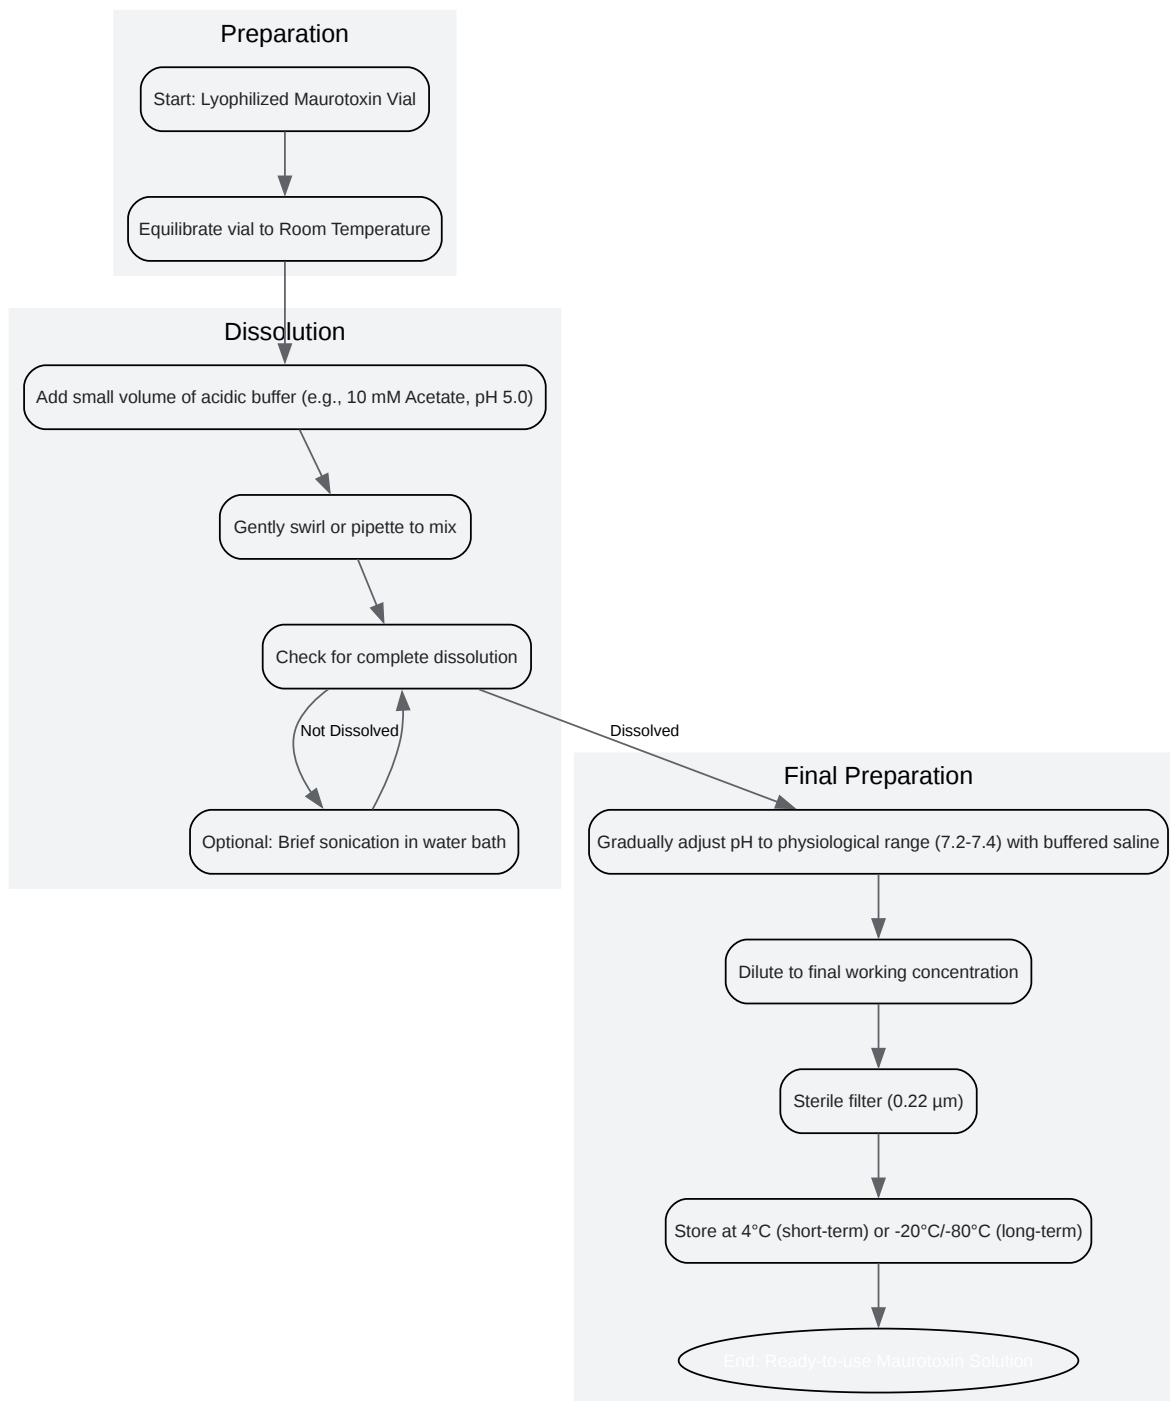 Preparation
Start: Lyophilized Maurotoxin Vial
Equilibrate vial to Room Temperature
Dissolution
Add small volume of acidic buffer (e.g., 10 mM Acetate, pH 5.0)
Gently swirl or pipette to mix
Check for complete dissolution
Not Dissolved
Dissolved
Optional: Brief sonication in water bath
Final Preparation
Gradually adjust pH to physiological range (7.2-7.4) with buffered saline
Dilute to final working concentration
Sterile filter (0.22 µm)
Store at 4°C (short-term) or -20°C/-80°C (long-term)
End: Ready-to-use Maurotoxin Solution